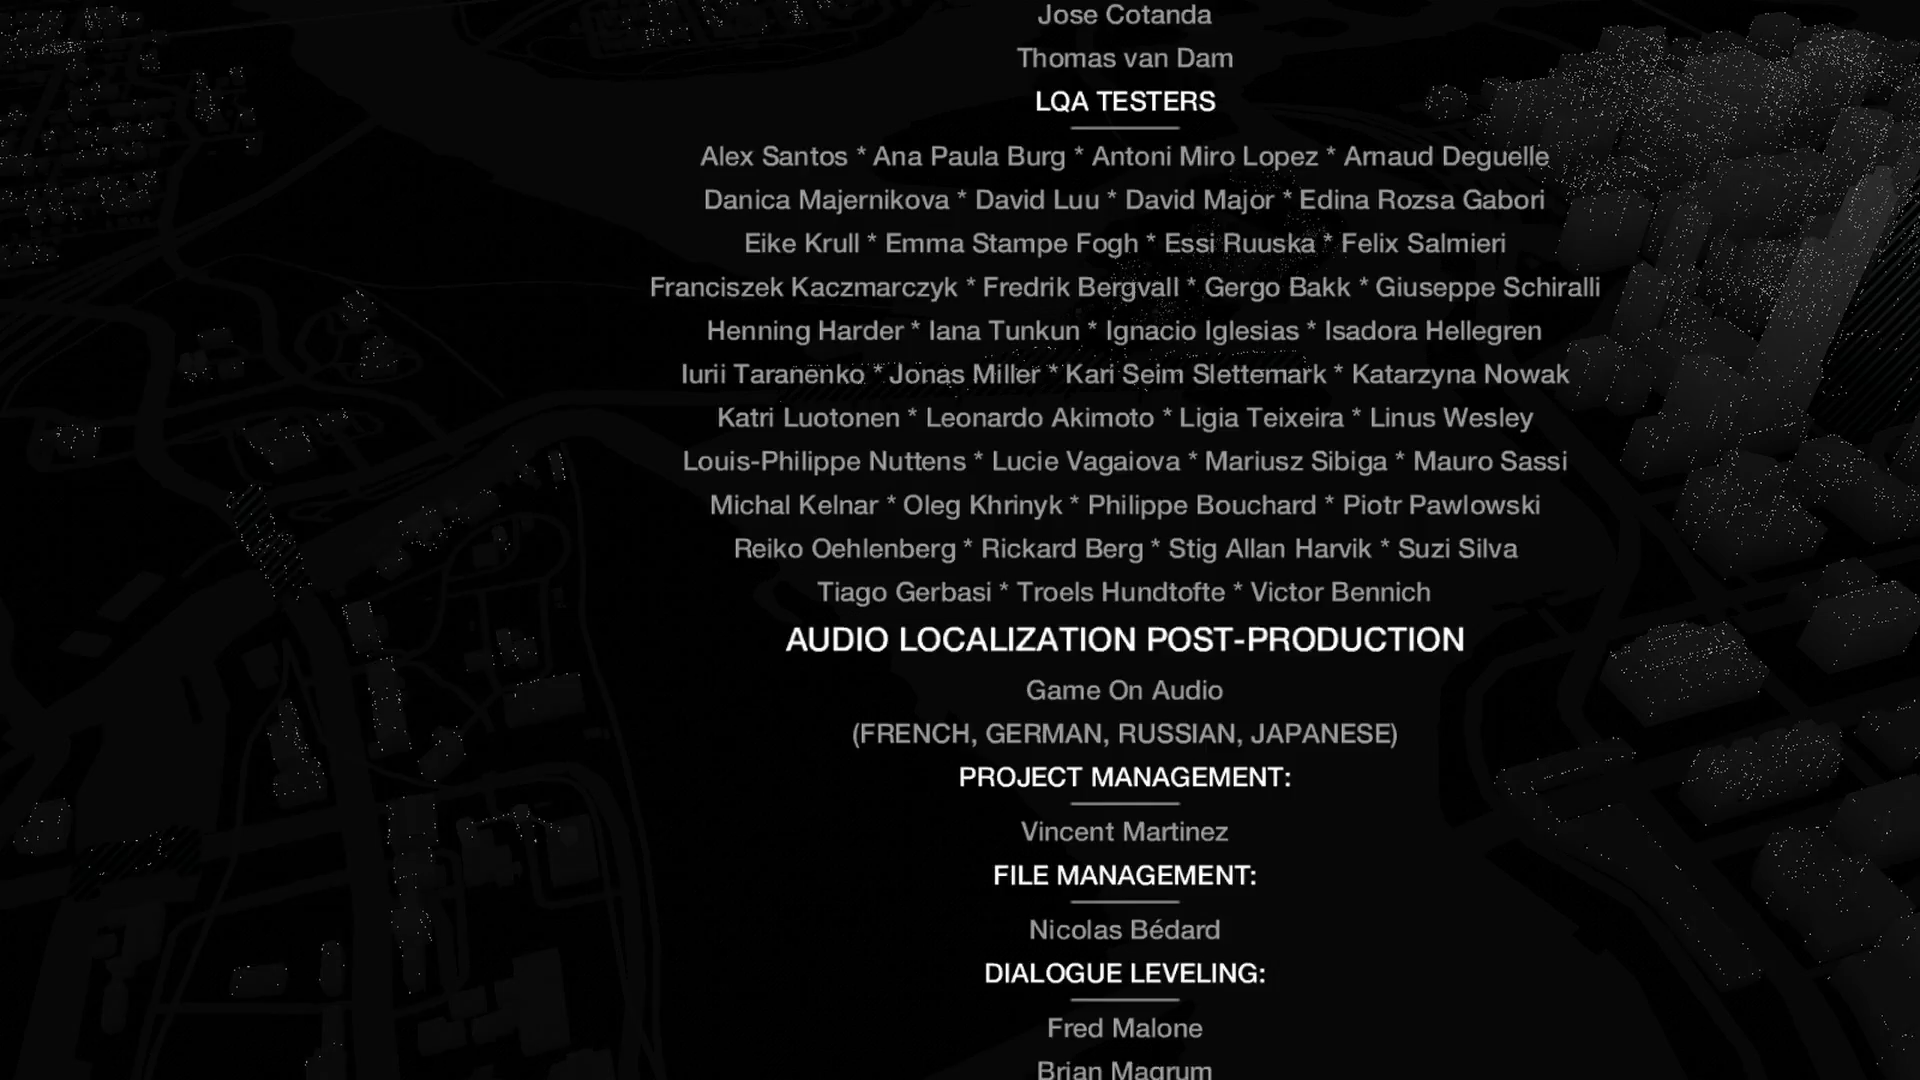 Jose Cotanda
Thomas van Dam
LQA TESTERS
Alex Santos * Ana Paula Burg * Antoni Miro Lopez * Arnaud Deguelle
Danica Majernikova * David Luu * David Major * Edina Rozsa Gabori
Eike Krull * Emma Stampe Fogh * Essi Ruuska * Felix Salmieri
Franciszek Kaczmarczyk * Fredrik Bergvall * Gergo Bakk * Giuseppe Schiralli
Henning Harder * Iana Tunkun * Ignacio Iglesias * Isadora Hellegren
Iurii Taranenko * Jonas Miller * Kari Seim Slettemark * Katarzyna Nowak
Katri Luotonen * Leonardo Akimoto * Ligia Teixeira * Linus Wesley
Louis-Philippe Nuttens * Lucie Vagaiova * Mariusz Sibiga * Mauro Sassi
Michal Kelnar * Oleg Khrinyk * Philippe Bouchard * Piotr Pawlowski
Reiko Oehlenberg * Rickard Berg * Stig Allan Harvik * Suzi Silva
Tiago Gerbasi * Troels Hundtofte * Victor Bennich
AUDIO LOCALIZATION POST-PRODUCTION
Game On Audio
(FRENCH, GERMAN, RUSSIAN, JAPANESE)
PROJECT MANAGEMENT:
Vincent Martinez
FILE MANAGEMENT:
Nicolas Bédard
DIALOGUE LEVELING:
Fred Malone
Brian Magrum